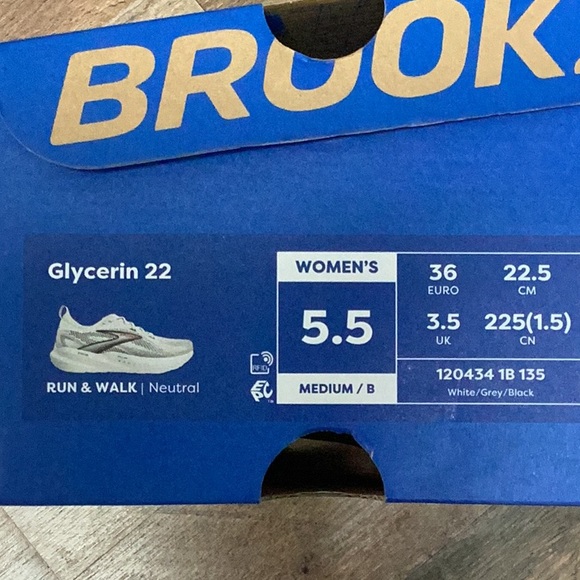 BROOK
Glycerin 22
RUN & WALK | Neutral
RFID
WOMEN'S
5.5
MEDIUM / B
36
EURO
22.5
CM
3.5
UK
225(1.5)
CN
120434 1B 135
White/Grey/Black